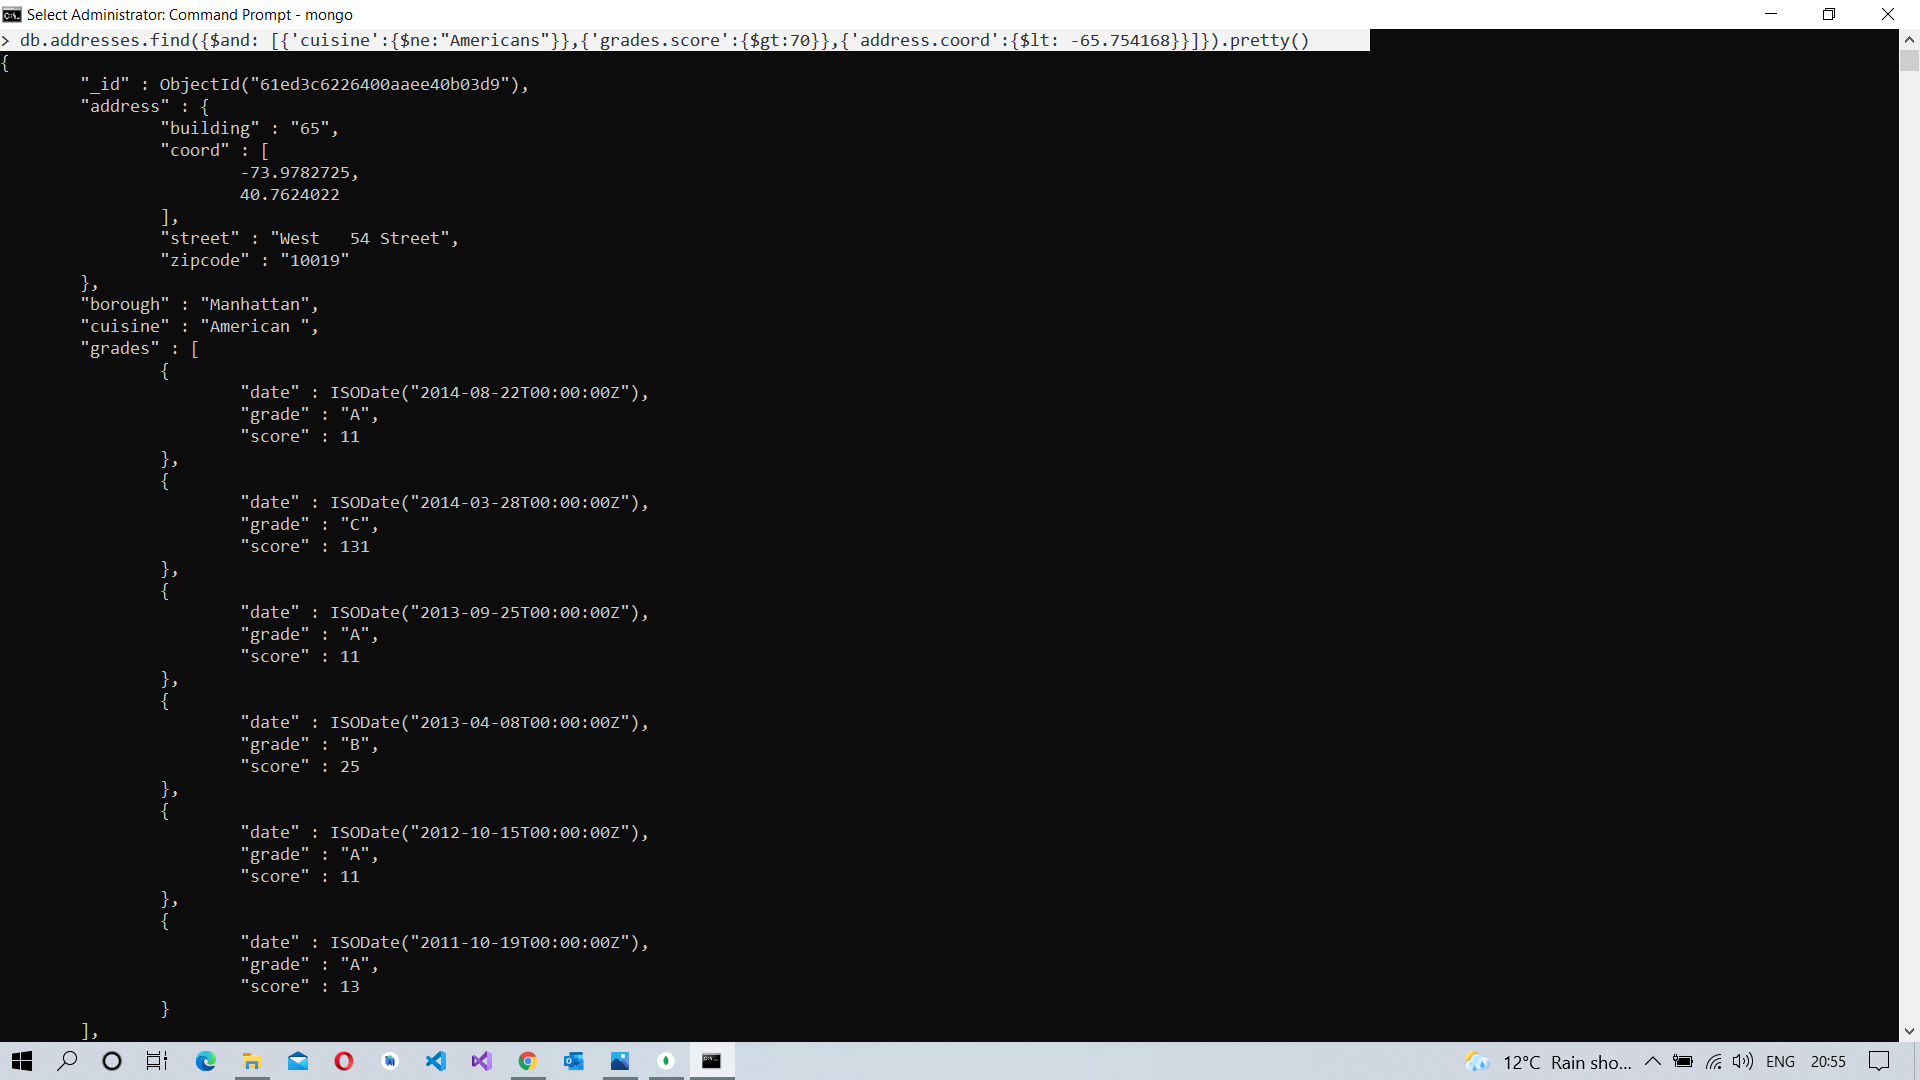 Select Administrator: Command Prompt - mongo
> db.addresses.find({$and: [{'cuisine':{$ne:"Americans"}},{'grades.score':{$gt:70}},{'address.coord':{$lt: -65.754168}}]}).pretty()
{
"_id" : ObjectId("61ed3c6226400aaee40b03d9"),
"address" : {
"building" : "65",
"coord" : [
-73.9782725,
40.7624022
],
"street" : "West   54 Street",
"zipcode" : "10019"
},
"borough" : "Manhattan",
"cuisine" : "American ",
"grades" : [
{
"date" : ISODate("2014-08-22T00:00:00Z"),
"grade" : "A",
"score" : 11
},
{
"date" : ISODate("2014-03-28T00:00:00Z"),
"grade" : "C",
"score" : 131
},
{
"date" : ISODate("2013-09-25T00:00:00Z"),
"grade" : "A",
"score" : 11
},
{
"date" : ISODate("2013-04-08T00:00:00Z"),
"grade" : "B",
"score" : 25
},
{
"date" : ISODate("2012-10-15T00:00:00Z"),
"grade" : "A",
"score" : 11
},
{
"date" : ISODate("2011-10-19T00:00:00Z"),
"grade" : "A",
"score" : 13
}
],
12°C Rain sho... ENG 20:55